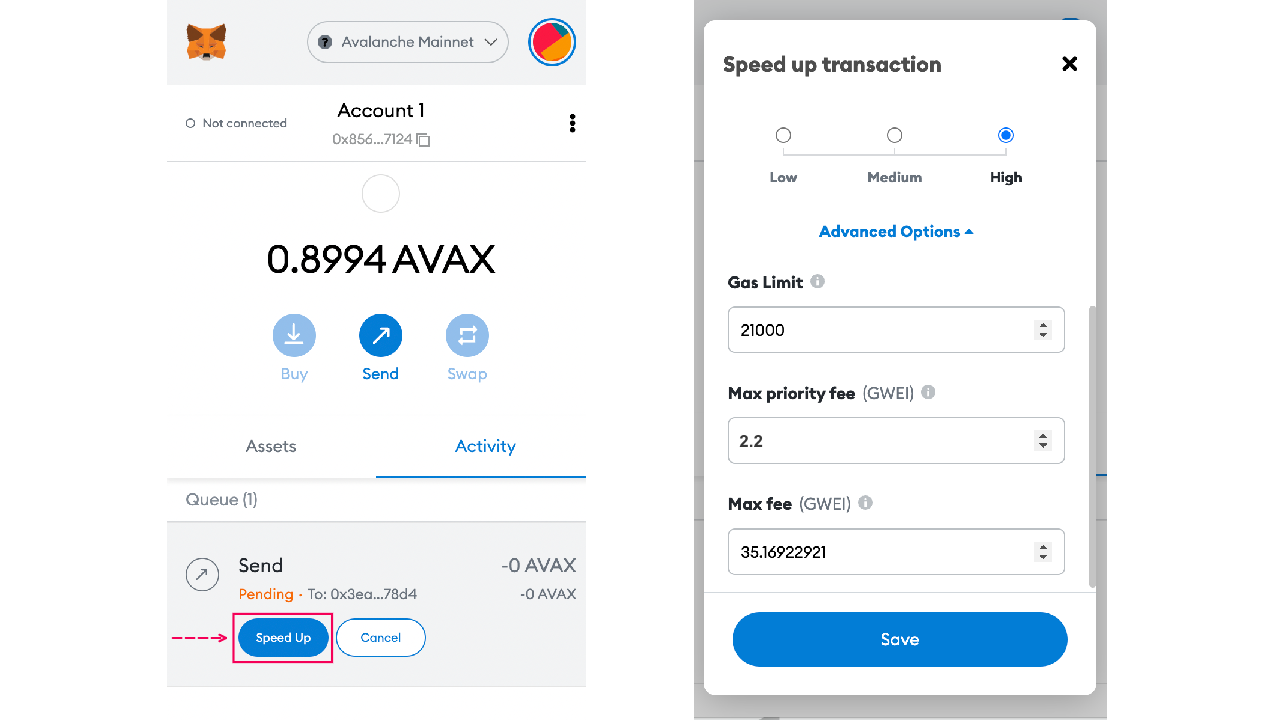 Avalanche Mainnet
Not connected
Account 1
0x856...7124
0.8994 AVAX
Buy
Send
Swap
Assets
Activity
Queue (1)
Send
-0 AVAX
Pending · To: 0x3ea...78d4
-0 AVAX
Speed Up
Cancel
Speed up transaction
Low
Medium
High
Advanced Options
Gas Limit
21000
Max priority fee (GWEI)
2.2
Max fee (GWEI)
35.16922921
Save